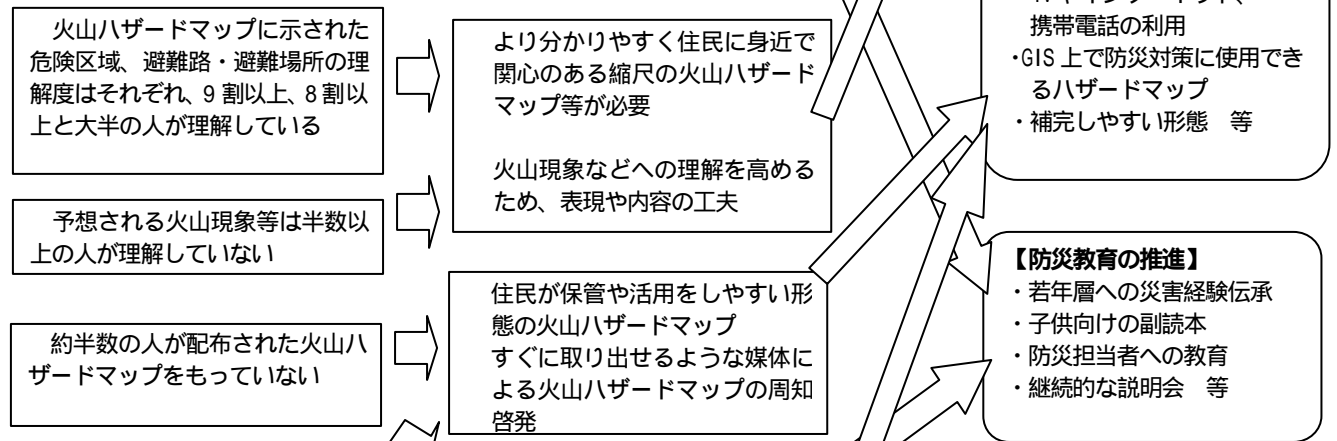 火山ハザードマップに示された
危険区域、避難路・避難場所の理
解度はそれぞれ、9割以上、8割以
上と大半の人が理解している
予想される火山現象等は半数以
上の人が理解していない
約半数の人が配布された火山ハ
ザードマップをもっていない
より分かりやすく住民に身近で
関心のある縮尺の火山ハザード
マップ等が必要
火山現象などへの理解を高める
ため、表現や内容の工夫
住民が保管や活用をしやすい形
態の火山ハザードマップ
すぐに取り出せるような媒体に
よる火山ハザードマップの周知
啓発
携帯電話の利用
・GIS上で防災対策に使用でき
るハザードマップ
・補完しやすい形態 等
【防災教育の推進】
・若年層への災害経験伝承
・子供向けの副読本
・防災担当者への教育
・継続的な説明会 等